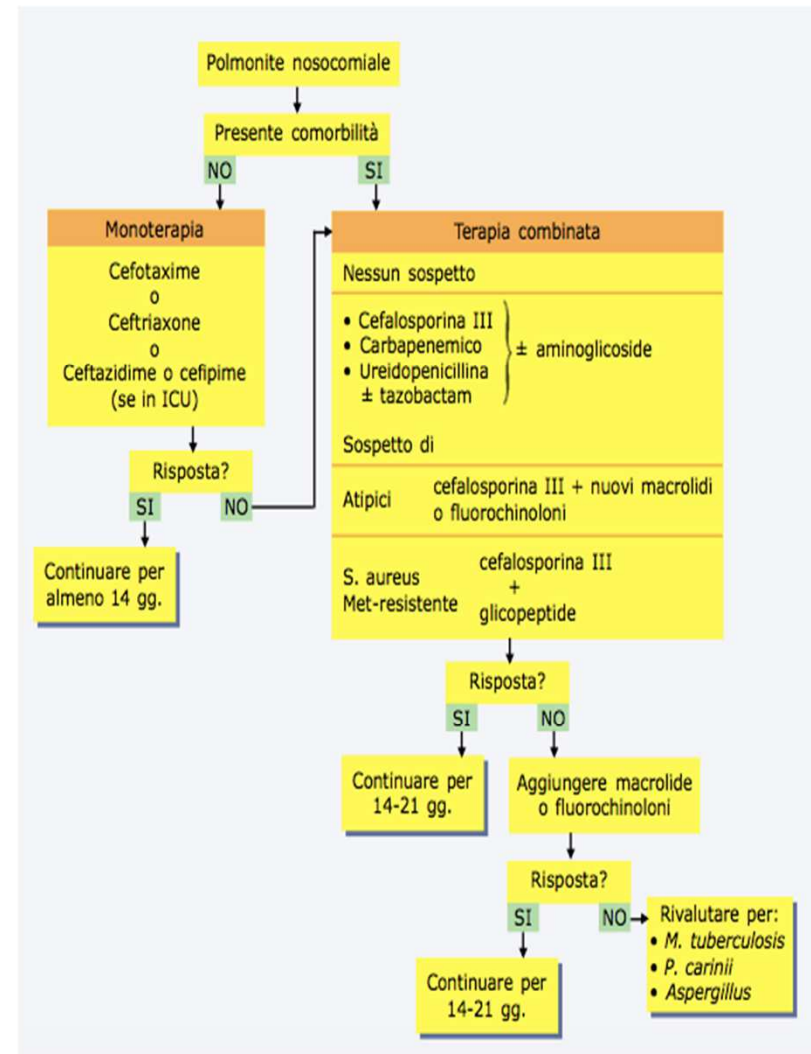 Polmonite nosocomiale
Presente comorbilità
NO
SI
Monoterapia
Cefotaxime
o
Ceftriaxone
o
Ceftazidime o cefipime
(se in ICU)
Risposta?
SI
NO
Continuare per
almeno 14 gg.
Terapia combinata
Nessun sospetto
• Cefalosporina III
• Carbapenemico
• Ureidopenicillina
± tazobactam
± aminoglicoside
Sospetto di
Atipici
cefalosporina III + nuovi macrolidi
o fluorochinoloni
S. aureus
Met-resistente
cefalosporina III
+
glicopeptide
Risposta?
SI
NO
Continuare per
14-21 gg.
Aggiungere macrolide
o fluorochinoloni
Risposta?
SI
NO
Continuare per
14-21 gg.
Rivalutare per:
• M. tuberculosis
• P. carinii
• Aspergillus